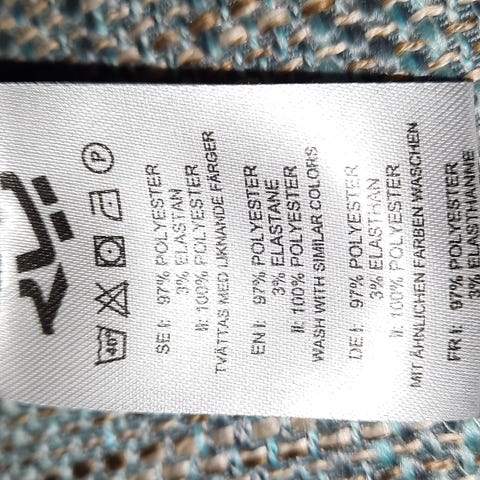 40°
P
SE I: 97% POLYESTER
3% ELASTAN
II: 100% POLYESTER
TVÄTTAS MED LIKNANDE FÄRGER
EN I: 97% POLYESTER
3% ELASTANE
II: 100% POLYESTER
WASH WITH SIMILAR COLORS
DE I: 97% POLYESTER
3% ELASTHAN
II: 100% POLYESTER
MIT ÄHNLICHEN FARBEN WASCHEN
FR I: 97% POLYESTER
3% ELASTHANNE